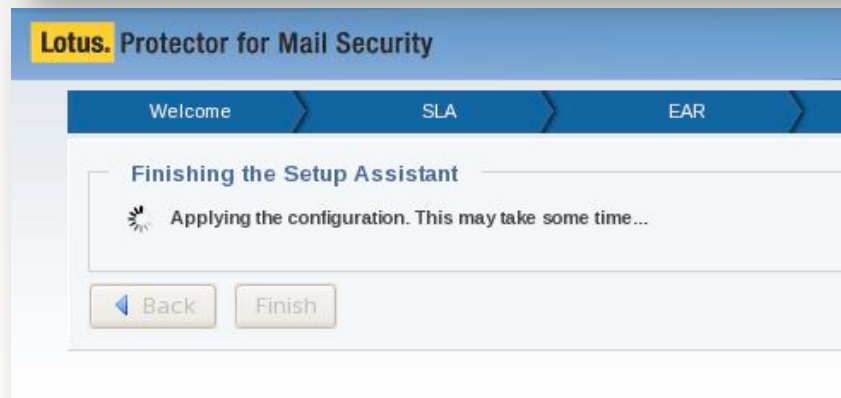 Lotus. Protector for Mail Security
Welcome SLA EAR
Finishing the Setup Assistant
Applying the configuration. This may take some time...
Back Finish